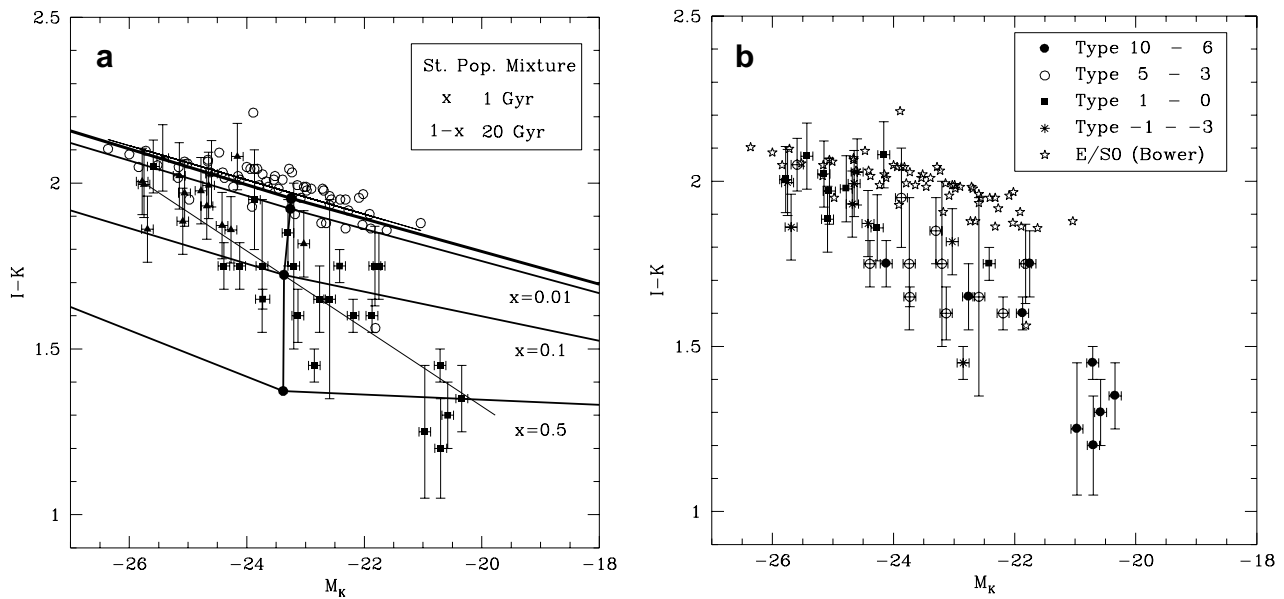 a
St. Pop. Mixture
x 1 Gyr
1-x 20 Gyr
2.5
2
1.5
1
I-K
x=0.01
x=0.1
x=0.5
-26 -24 -22 -20 -18
M_K
b
Type 10 - 6
Type 5 - 3
Type 1 - 0
Type -1 - -3
E/S0 (Bower)
2.5
2
1.5
1
I-K
-26 -24 -22 -20 -18
M_K